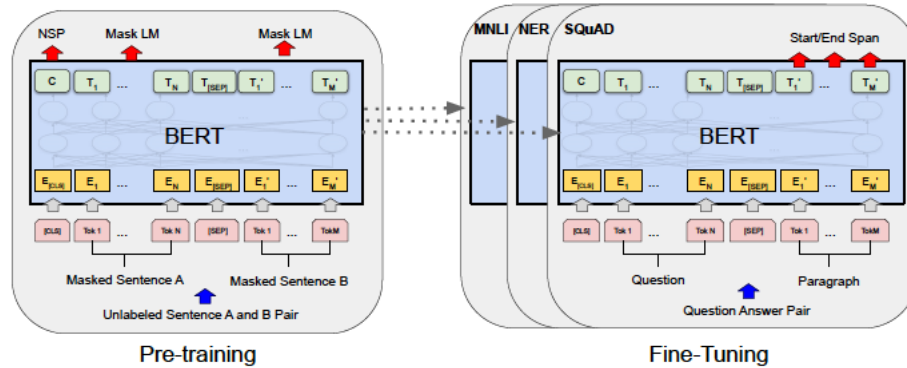 NSP Mask LM Mask LM
C T1 ... TN T[SEP] T1' ... TM'
BERT
E[CLS] E1 ... EN E[SEP] E1' ... EM'
[CLS] Tok 1 ... Tok N [SEP] Tok 1 ... TokM
Masked Sentence A Masked Sentence B
Unlabeled Sentence A and B Pair
Pre-training
MNLI NER SQuAD
Start/End Span
C T1 ... TN T[SEP] T1' ... TM'
BERT
E[CLS] E1 ... EN E[SEP] E1' ... EM'
[CLS] Tok 1 ... Tok N [SEP] Tok 1 ... TokM
Question Paragraph
Question Answer Pair
Fine-Tuning